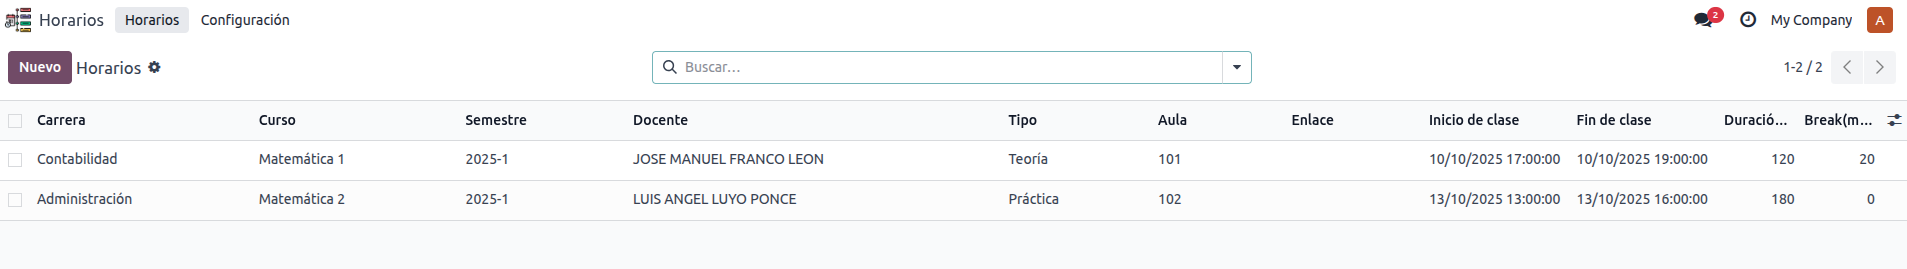 Horarios Horarios Configuración 2 My Company A
Nuevo Horarios Buscar... 1-2 / 2
Carrera Curso Semestre Docente Tipo Aula Enlace Inicio de clase Fin de clase Duració... Break(m...
Contabilidad Matemática 1 2025-1 JOSE MANUEL FRANCO LEON Teoría 101 10/10/2025 17:00:00 10/10/2025 19:00:00 120 20
Administración Matemática 2 2025-1 LUIS ANGEL LUYO PONCE Práctica 102 13/10/2025 13:00:00 13/10/2025 16:00:00 180 0